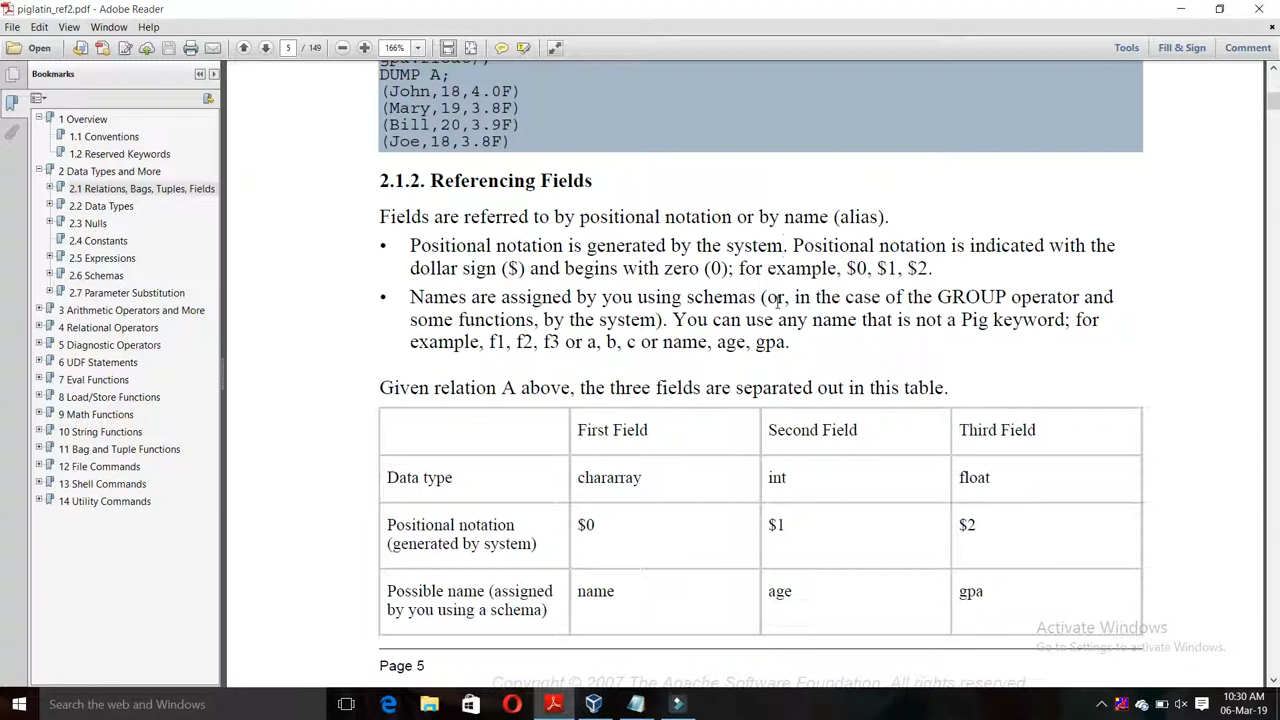 piglatin_ref2.pdf - Adobe Reader
File Edit View Window Help
Open 5 / 149 166% Tools Fill & Sign Comment
Bookmarks
1 Overview
1.1 Conventions
1.2 Reserved Keywords
2 Data Types and More
2.1 Relations, Bags, Tuples, Fields
2.2 Data Types
2.3 Nulls
2.4 Constants
2.5 Expressions
2.6 Schemas
2.7 Parameter Substitution
3 Arithmetic Operators and More
4 Relational Operators
5 Diagnostic Operators
6 UDF Statements
7 Eval Functions
8 Load/Store Functions
9 Math Functions
10 String Functions
11 Bag and Tuple Functions
12 File Commands
13 Shell Commands
14 Utility Commands
gpa:float);
DUMP A;
(John,18,4.0F)
(Mary,19,3.8F)
(Bill,20,3.9F)
(Joe,18,3.8F)
2.1.2. Referencing Fields
Fields are referred to by positional notation or by name (alias).
• Positional notation is generated by the system. Positional notation is indicated with the
dollar sign ($) and begins with zero (0); for example, $0, $1, $2.
• Names are assigned by you using schemas (or, in the case of the GROUP operator and
some functions, by the system). You can use any name that is not a Pig keyword; for
example, f1, f2, f3 or a, b, c or name, age, gpa.
Given relation A above, the three fields are separated out in this table.
First Field Second Field Third Field
Data type chararray int float
Positional notation
(generated by system) $0 $1 $2
Possible name (assigned
by you using a schema) name age gpa
Activate Windows
Go to Settings to activate Windows.
Page 5
Copyright © 2007 The Apache Software Foundation. All rights reserved.
Search the web and Windows
10:30 AM
06-Mar-19